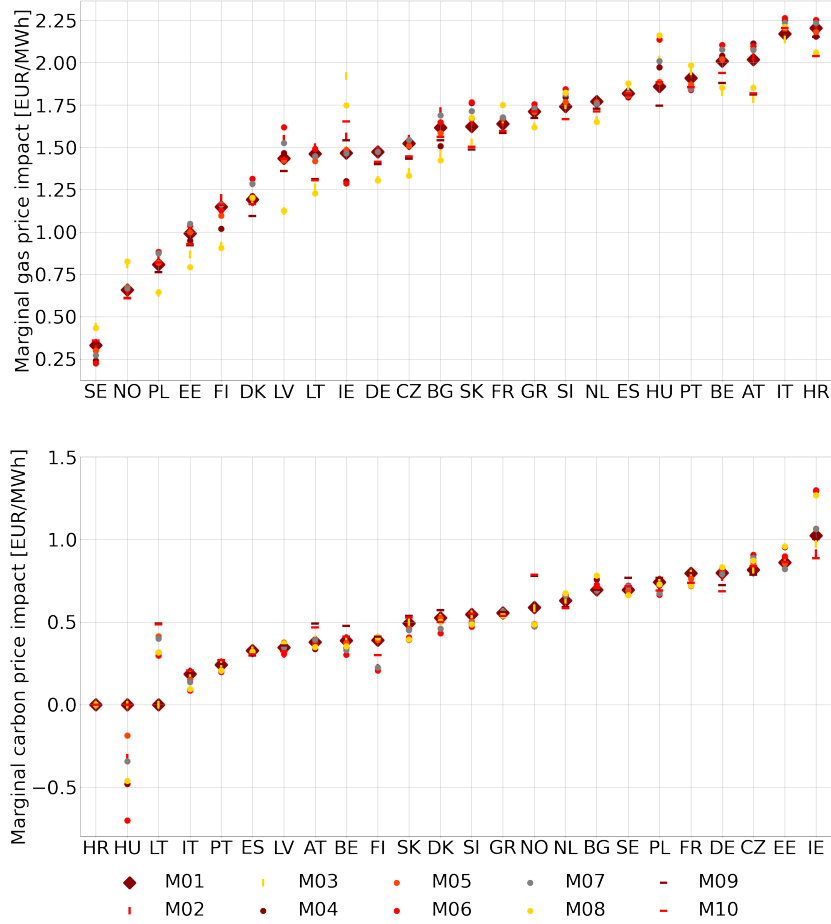 Marginal gas price impact [EUR/MWh]
2.25
2.00
1.75
1.50
1.25
1.00
0.75
0.50
0.25
SE NO PL EE FI DK LV LT IE DE CZ BG SK FR GR SI NL ES HU PT BE AT IT HR
Marginal carbon price impact [EUR/MWh]
1.5
1.0
0.5
0.0
−0.5
HR HU LT IT PT ES LV AT BE FI SK DK SI GR NO NL BG SE PL FR DE CZ EE IE
M01 M03 M05 M07 M09
M02 M04 M06 M08 M10